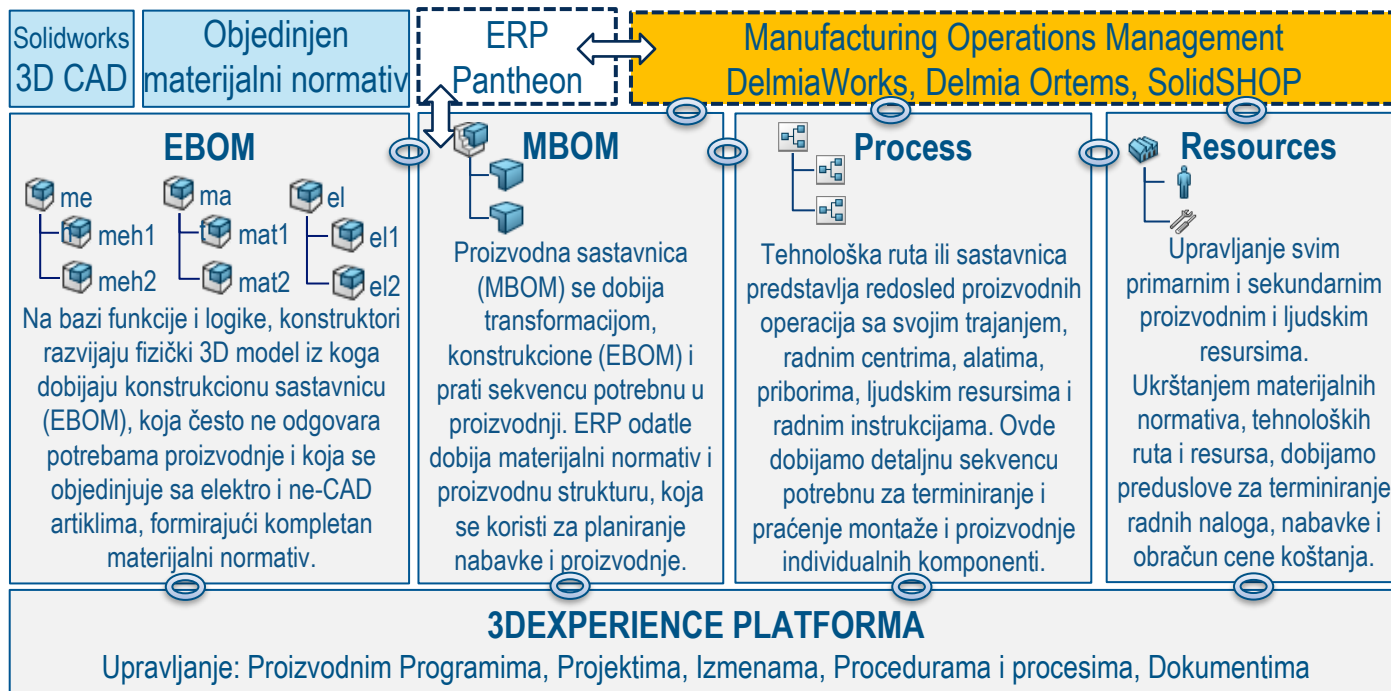 Solidworks
3D CAD
Objedinjen
materijalni normativ
ERP
Pantheon
Manufacturing Operations Management
DelmiaWorks, Delmia Ortems, SolidSHOP
EBOM
me
meh1
meh2
ma
mat1
mat2
el
el1
el2
Na bazi funkcije i logike, konstruktori
razvijaju fizički 3D model iz koga
dobijaju konstrukcionu sastavnicu
(EBOM), koja često ne odgovara
potrebama proizvodnje i koja se
objedinjuje sa elektro i ne-CAD
artiklima, formirajući kompletan
materijalni normativ.
MBOM
Proizvodna sastavnica
(MBOM) se dobija
transformacijom,
konstrukcione (EBOM) i
prati sekvencu potrebnu u
proizvodnji. ERP odatle
dobija materijalni normativ i
proizvodnu strukturu, koja
se koristi za planiranje
nabavke i proizvodnje.
Process
Tehnološka ruta ili sastavnica
predstavlja redosled proizvodnih
operacija sa svojim trajanjem,
radnim centrima, alatima,
priborima, ljudskim resursima i
radnim instrukcijama. Ovde
dobijamo detaljnu sekvencu
potrebnu za terminiranje i
praćenje montaže i proizvodnje
individualnih komponenti.
Resources
Upravljanje svim
primarnim i sekundarnim
proizvodnim i ljudskim
resursima.
Ukrštanjem materijalnih
normativa, tehnoloških
ruta i resursa, dobijamo
preduslove za terminiranje
radnih naloga, nabavke i
obračun cene koštanja.
3DEXPERIENCE PLATFORMA
Upravljanje: Proizvodnim Programima, Projektima, Izmenama, Procedurama i procesima, Dokumentima